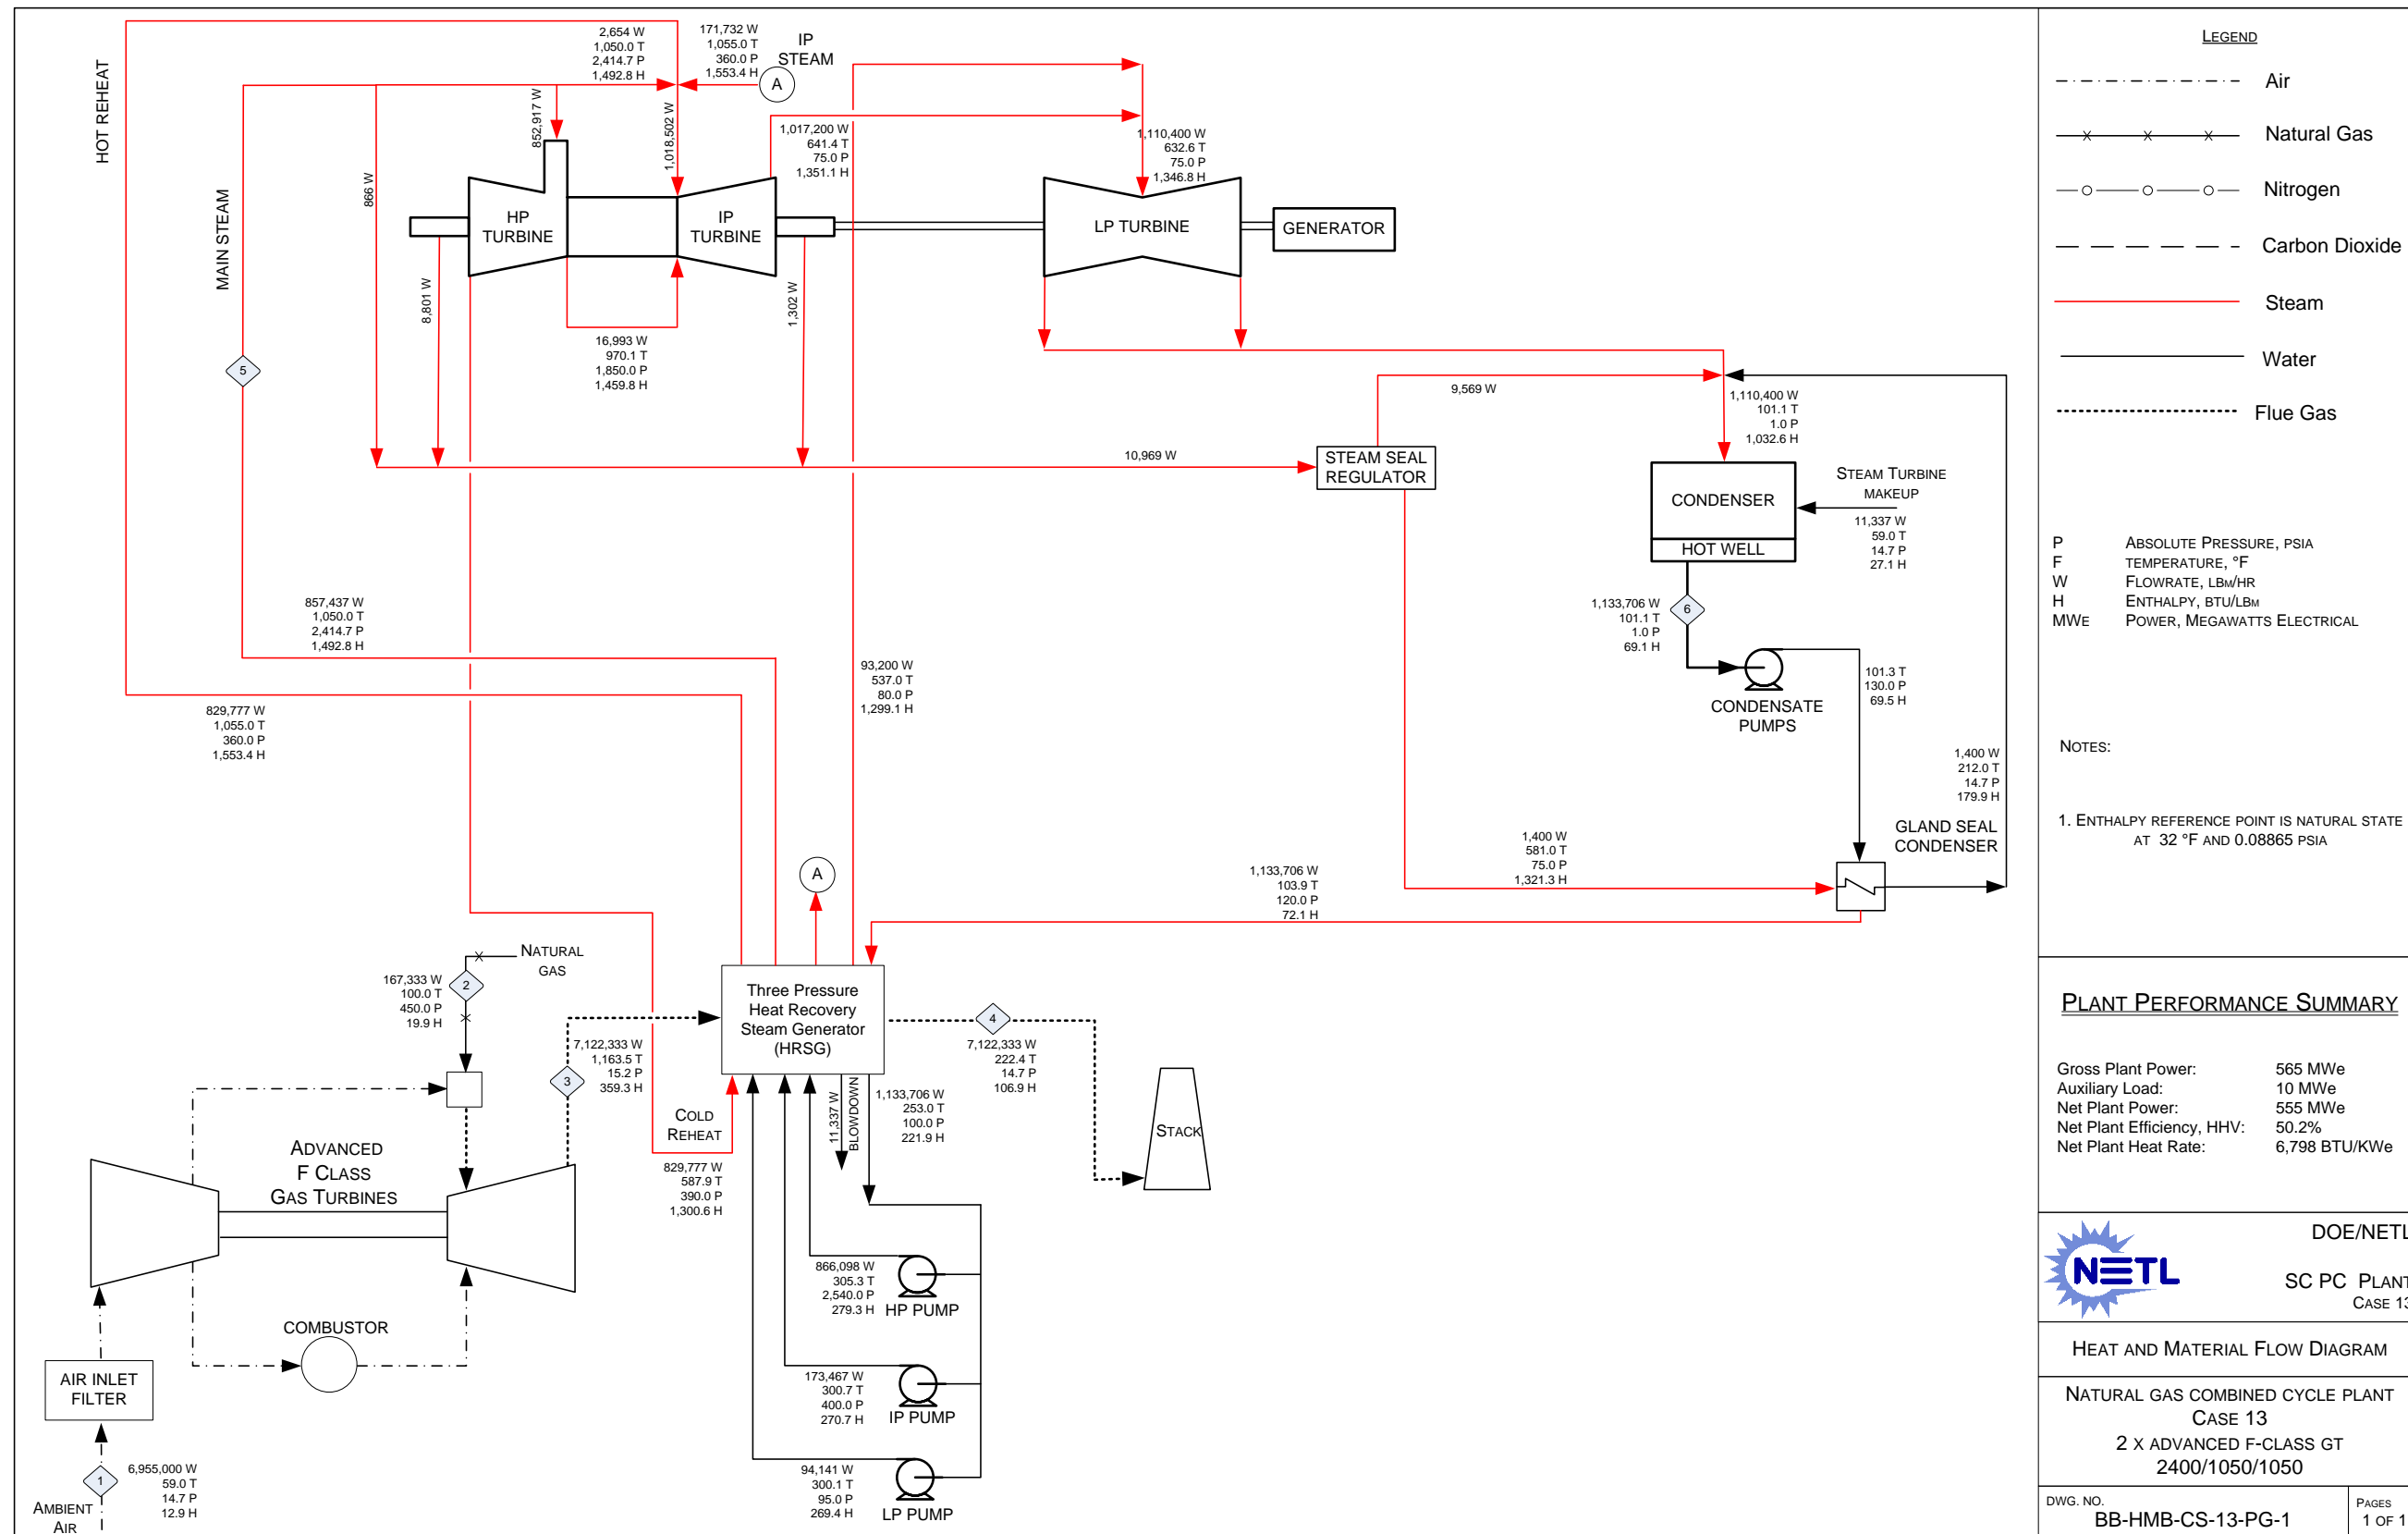 HOT REHEAT
MAIN STEAM
2,654 W
1,050.0 T
2,414.7 P
1,492.8 H
171,732 W
1,055.0 T
360.0 P
1,553.4 H
IP
STEAM
A
866 W
852,917 W
1,018,502 W
1,017,200 W
641.4 T
75.0 P
1,351.1 H
1,110,400 W
632.6 T
75.0 P
1,346.8 H
HP
TURBINE
IP
TURBINE
LP TURBINE
GENERATOR
8,801 W
1,302 W
16,993 W
970.1 T
1,850.0 P
1,459.8 H
5
9,569 W
10,969 W
STEAM SEAL
REGULATOR
1,110,400 W
101.1 T
1.0 P
1,032.6 H
CONDENSER
HOT WELL
STEAM TURBINE
MAKEUP
11,337 W
59.0 T
14.7 P
27.1 H
1,133,706 W
101.1 T
1.0 P
69.1 H
6
CONDENSATE
PUMPS
101.3 T
130.0 P
69.5 H
857,437 W
1,050.0 T
2,414.7 P
1,492.8 H
829,777 W
1,055.0 T
360.0 P
1,553.4 H
93,200 W
537.0 T
80.0 P
1,299.1 H
1,400 W
212.0 T
14.7 P
179.9 H
GLAND SEAL
CONDENSER
1,400 W
581.0 T
75.0 P
1,321.3 H
1,133,706 W
103.9 T
120.0 P
72.1 H
A
NATURAL
GAS
167,333 W
100.0 T
450.0 P
19.9 H
2
7,122,333 W
1,163.5 T
15.2 P
359.3 H
3
Three Pressure
Heat Recovery
Steam Generator
(HRSG)
4
7,122,333 W
222.4 T
14.7 P
106.9 H
STACK
COLD
REHEAT
829,777 W
587.9 T
390.0 P
1,300.6 H
11,337 W
BLOWDOWN
1,133,706 W
253.0 T
100.0 P
221.9 H
ADVANCED
F CLASS
GAS TURBINES
COMBUSTOR
AIR INLET
FILTER
1
6,955,000 W
59.0 T
14.7 P
12.9 H
AMBIENT
AIR
866,098 W
305.3 T
2,540.0 P
279.3 H
HP PUMP
173,467 W
300.7 T
400.0 P
270.7 H
IP PUMP
94,141 W
300.1 T
95.0 P
269.4 H
LP PUMP
LEGEND
Air
Natural Gas
Nitrogen
Carbon Dioxide
Steam
Water
Flue Gas
P ABSOLUTE PRESSURE, PSIA
F TEMPERATURE, °F
W FLOWRATE, LBM/HR
H ENTHALPY, BTU/LBM
MWE POWER, MEGAWATTS ELECTRICAL
NOTES:
1. ENTHALPY REFERENCE POINT IS NATURAL STATE
AT 32 °F AND 0.08865 PSIA
PLANT PERFORMANCE SUMMARY
Gross Plant Power: 565 MWe
Auxiliary Load: 10 MWe
Net Plant Power: 555 MWe
Net Plant Efficiency, HHV: 50.2%
Net Plant Heat Rate: 6,798 BTU/KWe
NETL
DOE/NETL
SC PC PLANT
CASE 13
HEAT AND MATERIAL FLOW DIAGRAM
NATURAL GAS COMBINED CYCLE PLANT
CASE 13
2 X ADVANCED F-CLASS GT
2400/1050/1050
DWG. NO.
BB-HMB-CS-13-PG-1
PAGES
1 OF 1